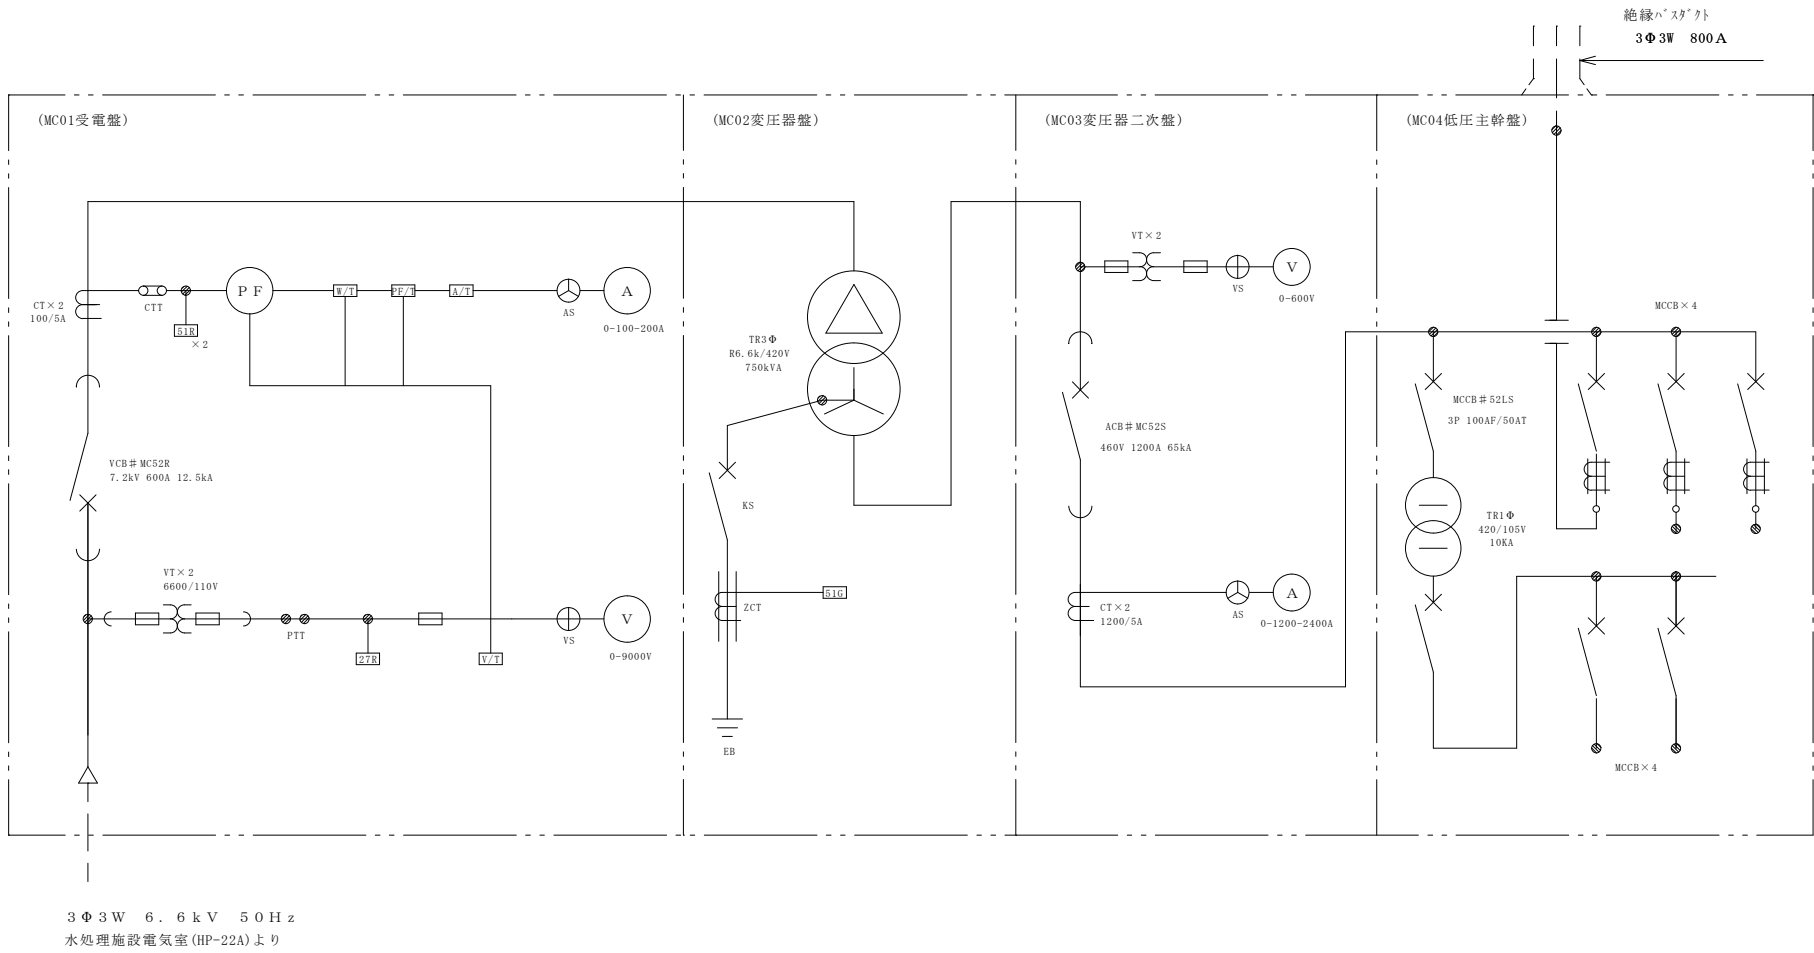 絶縁ﾊﾞｽﾀﾞｸﾄ
3Φ3W 800A
(MC01受電盤)
(MC02変圧器盤)
(MC03変圧器二次盤)
(MC04低圧主幹盤)
CT×2
100/5A
CTT
51R
×2
PF
W/T
PF/T
A/T
AS
A
0-100-200A
VCB＃MC52R
7.2kV 600A 12.5kA
VT×2
6600/110V
PTT
27R
V/T
VS
V
0-9000V
TR3Φ
R6.6k/420V
750kVA
KS
ZCT
51G
EB
VT×2
VS
V
0-600V
ACB＃MC52S
460V 1200A 65kA
CT×2
1200/5A
AS
A
0-1200-2400A
MCCB×4
MCCB＃52LS
3P 100AF/50AT
TR1Φ
420/105V
10KA
MCCB×4
3Φ3W 6.6kV 50Hz
水処理施設電気室(HP-22A)より